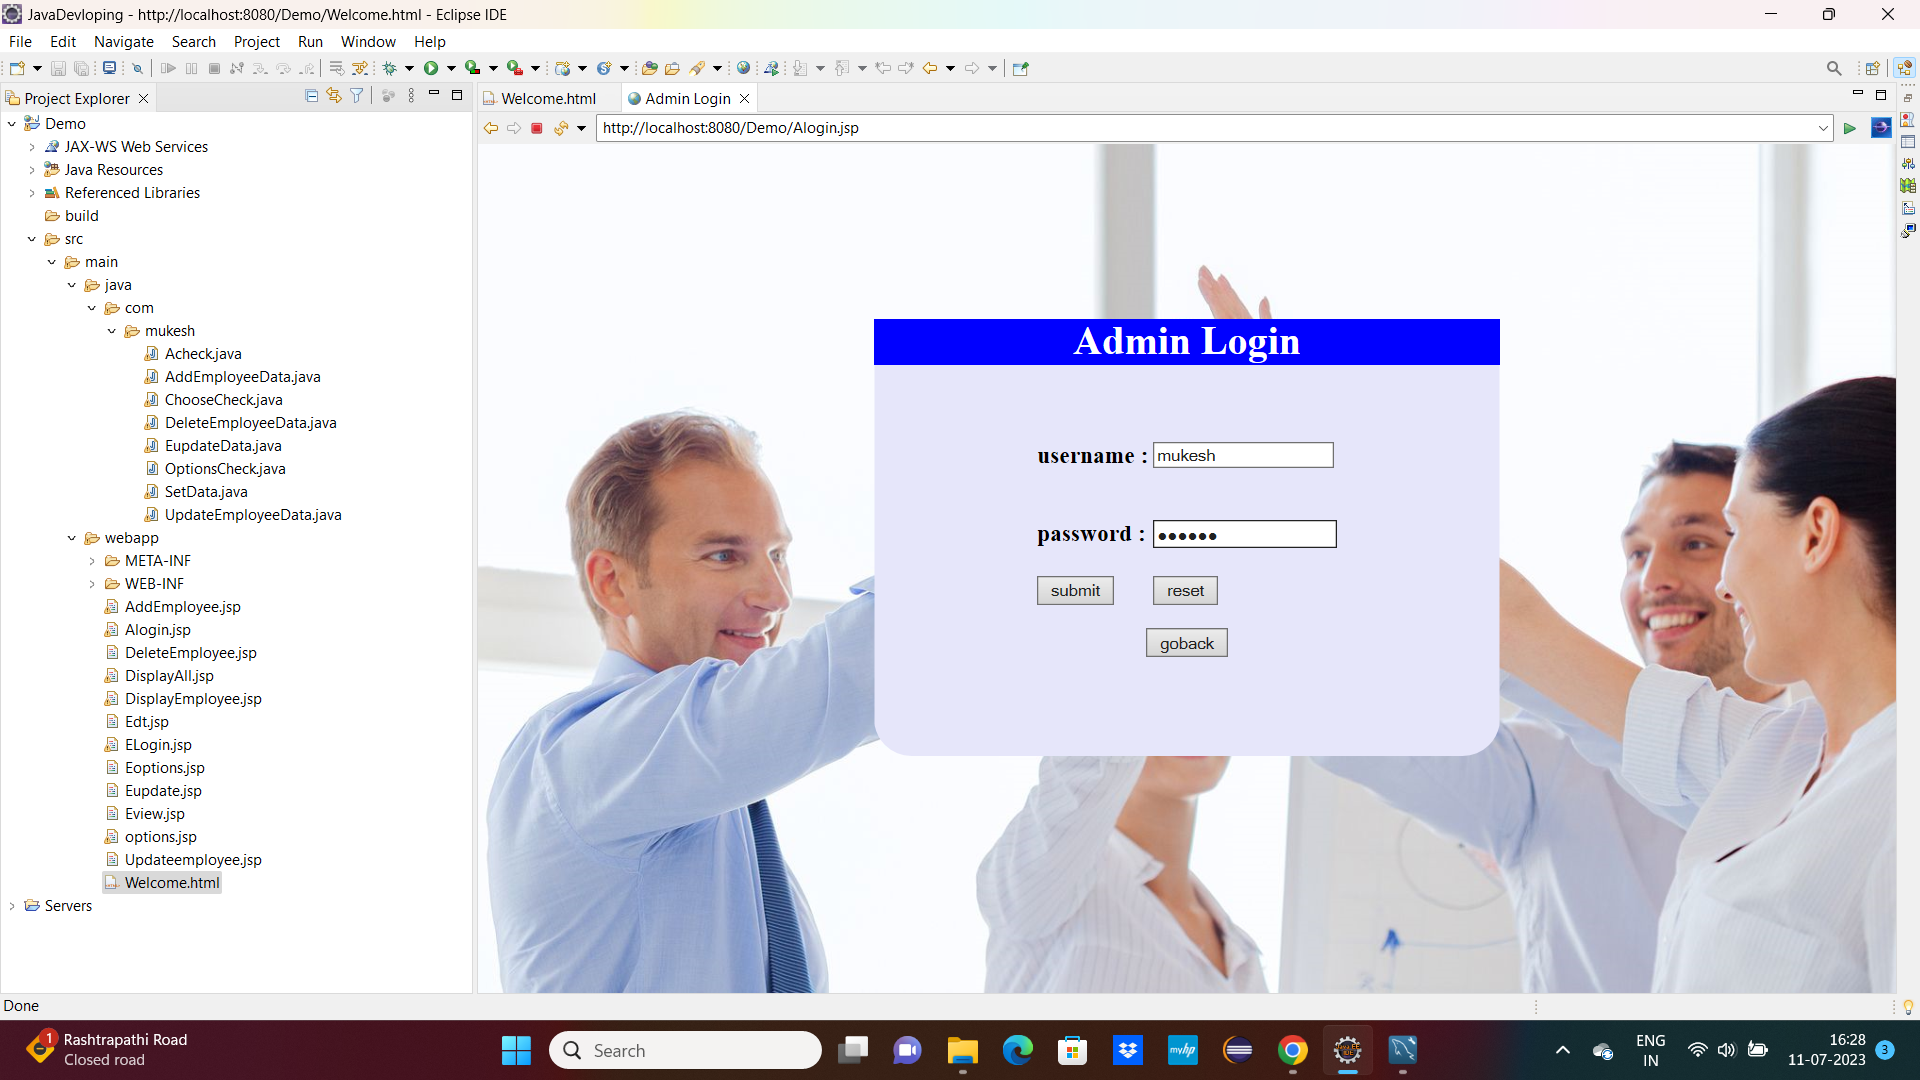 JavaDevloping - http://localhost:8080/Demo/Welcome.html - Eclipse IDE
File Edit Navigate Search Project Run Window Help
Project Explorer
Welcome.html
Admin Login
http://localhost:8080/Demo/Alogin.jsp
Demo
JAX-WS Web Services
Java Resources
Referenced Libraries
build
src
main
java
com
mukesh
Acheck.java
AddEmployeeData.java
ChooseCheck.java
DeleteEmployeeData.java
EupdateData.java
OptionsCheck.java
SetData.java
UpdateEmployeeData.java
webapp
META-INF
WEB-INF
AddEmployee.jsp
Alogin.jsp
DeleteEmployee.jsp
DisplayAll.jsp
DisplayEmployee.jsp
Edt.jsp
ELogin.jsp
Eoptions.jsp
Eupdate.jsp
Eview.jsp
options.jsp
Updateemployee.jsp
Welcome.html
Servers
Admin Login
username : mukesh
password : ••••••
submit reset
goback
Done
1
Rashtrapathi Road
Closed road
Search
myhp
ENG
IN
16:28
11-07-2023
3